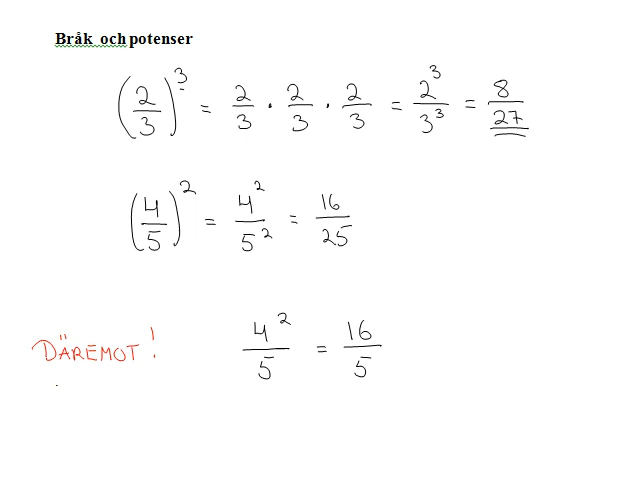 Bråk och potenser
(2/3)³ = 2/3 · 2/3 · 2/3 = 2³/3³ = 8/27
(4/5)² = 4²/5² = 16/25
DÄREMOT! 4²/5 = 16/5